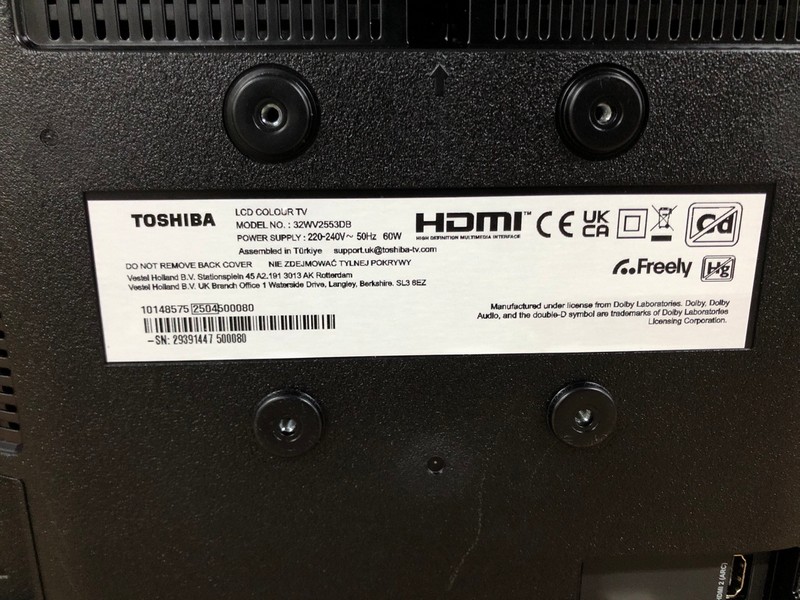 TOSHIBA
LCD COLOUR TV
MODEL NO. : 32WV2553DB
POWER SUPPLY : 220-240V~ 50Hz 60W
Assembled in Türkiye support.uk@toshiba-tv.com
HDMI™
HIGH DEFINITION MULTIMEDIA INTERFACE
CE
UK
CA
Cd
DO NOT REMOVE BACK COVER NIE ZDEJMOWAĆ TYLNEJ POKRYWY
Vestel Holland B.V. Stationsplein 45 A2.191 3013 AK Rotterdam
Vestel Holland B.V. UK Branch Office 1 Waterside Drive, Langley, Berkshire. SL3 6EZ
Freely
Hg
10148575 2504500080
-SN: 29391447 500080
Manufactured under license from Dolby Laboratories. Dolby, Dolby
Audio, and the double-D symbol are trademarks of Dolby Laboratories
Licensing Corporation.
HDMI 2 (ARC)